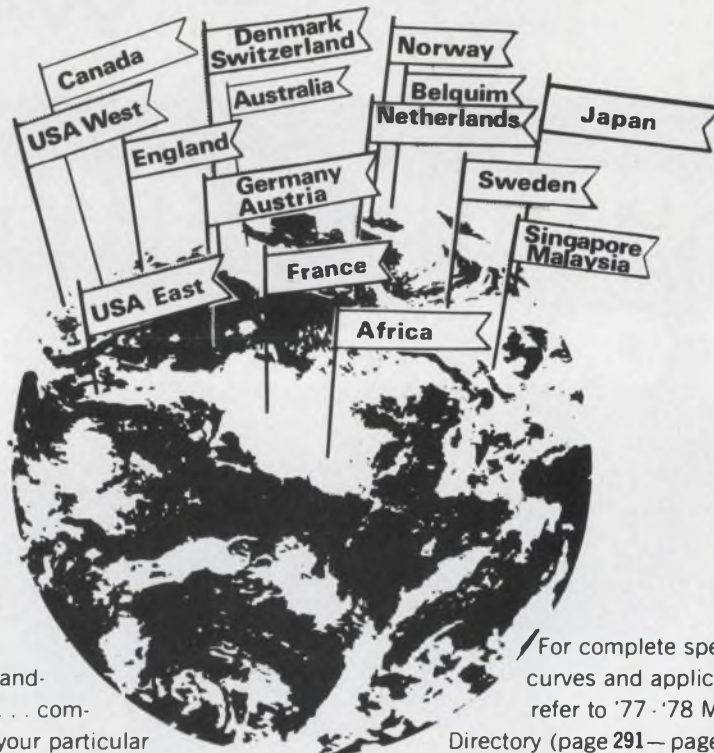 Canada
USA West
Denmark
Switzerland
Australia
England
Norway
Belquim
Netherlands
Japan
Germany
Austria
Sweden
Singapore
Malaysia
USA East
France
Africa
and-
. . . com-
your particular
For complete spe
curves and applic
refer to '77 - '78 M
Directory (page 291 — page